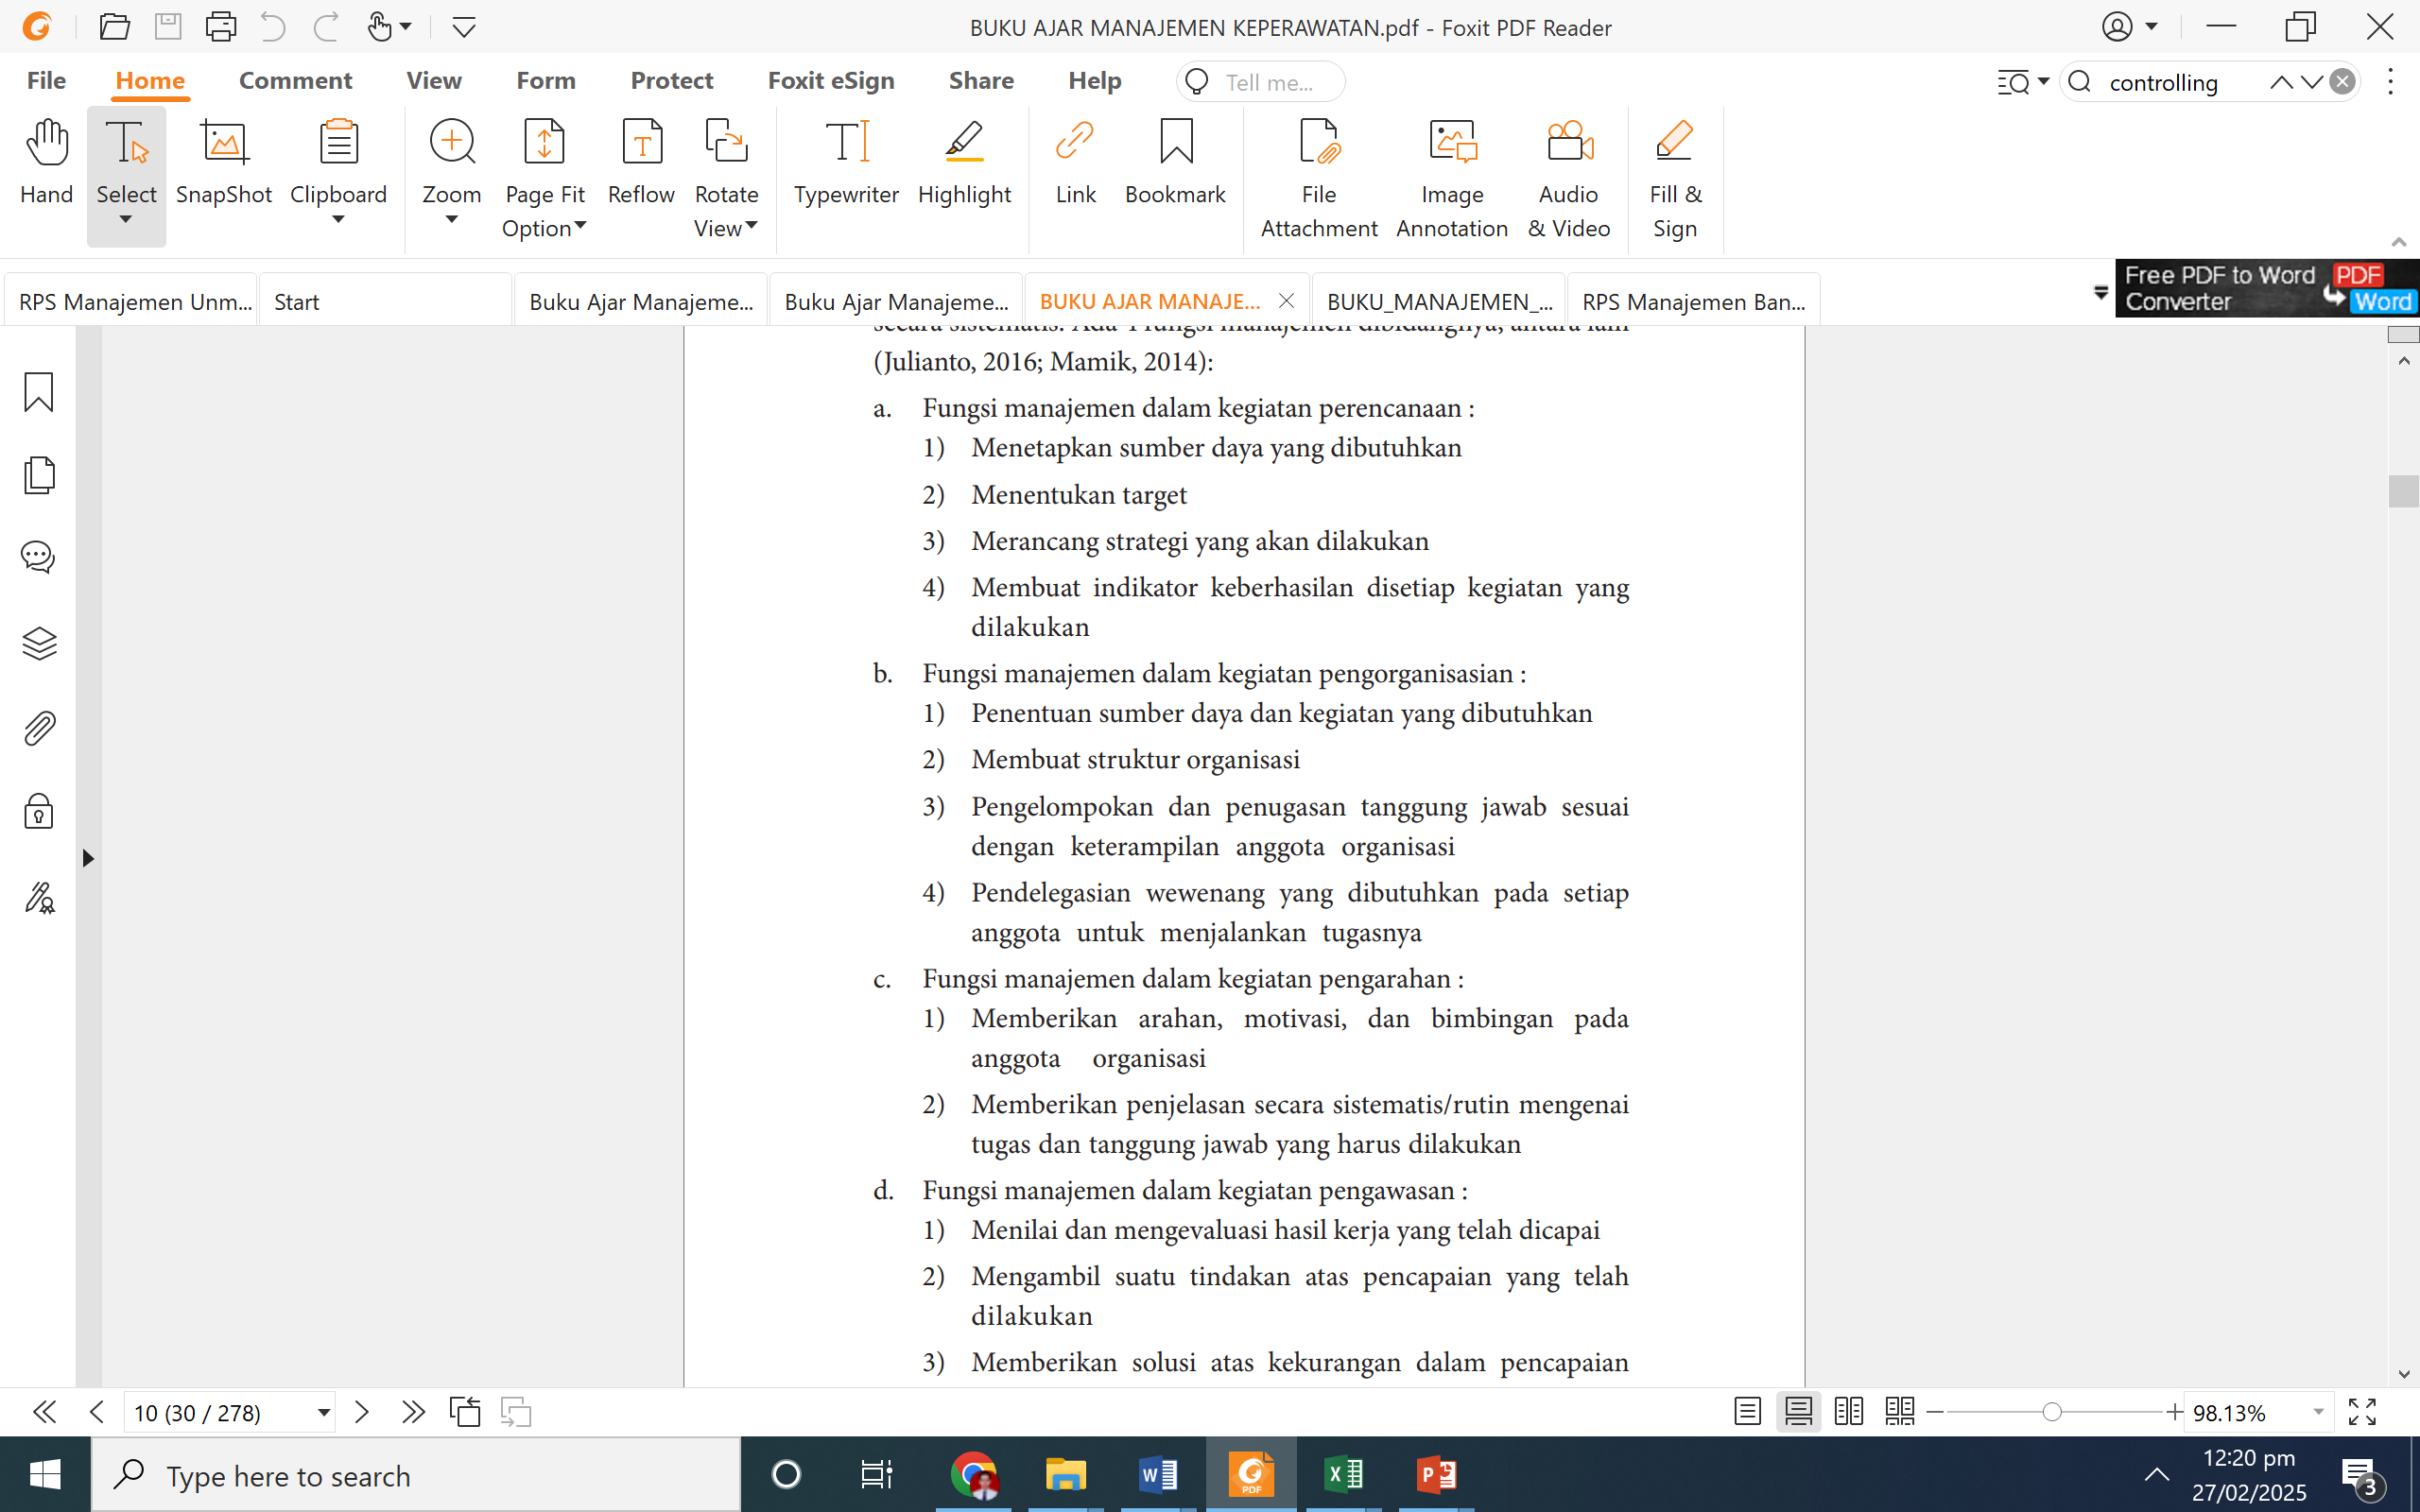 BUKU AJAR MANAJEMEN KEPERAWATAN.pdf - Foxit PDF Reader
File Home Comment View Form Protect Foxit eSign Share Help Tell me... controlling
Hand Select SnapShot Clipboard Zoom Page Fit Option Reflow Rotate View Typewriter Highlight Link Bookmark File Attachment Image Annotation Audio & Video Fill & Sign
RPS Manajemen Unm... Start Buku Ajar Manajeme... Buku Ajar Manajeme... BUKU AJAR MANAJE... BUKU_MANAJEMEN_... RPS Manajemen Ban...
Free PDF to Word PDF
Converter Word
secara sistematis. Ada 4 fungsi manajemen dibidangnya, antara lain
(Julianto, 2016; Mamik, 2014):
a. Fungsi manajemen dalam kegiatan perencanaan :
1) Menetapkan sumber daya yang dibutuhkan
2) Menentukan target
3) Merancang strategi yang akan dilakukan
4) Membuat indikator keberhasilan disetiap kegiatan yang
dilakukan
b. Fungsi manajemen dalam kegiatan pengorganisasian :
1) Penentuan sumber daya dan kegiatan yang dibutuhkan
2) Membuat struktur organisasi
3) Pengelompokan dan penugasan tanggung jawab sesuai
dengan keterampilan anggota organisasi
4) Pendelegasian wewenang yang dibutuhkan pada setiap
anggota untuk menjalankan tugasnya
c. Fungsi manajemen dalam kegiatan pengarahan :
1) Memberikan arahan, motivasi, dan bimbingan pada
anggota organisasi
2) Memberikan penjelasan secara sistematis/rutin mengenai
tugas dan tanggung jawab yang harus dilakukan
d. Fungsi manajemen dalam kegiatan pengawasan :
1) Menilai dan mengevaluasi hasil kerja yang telah dicapai
2) Mengambil suatu tindakan atas pencapaian yang telah
dilakukan
3) Memberikan solusi atas kekurangan dalam pencapaian
10 (30 / 278) 98.13%
Type here to search
12:20 pm
27/02/2025
3